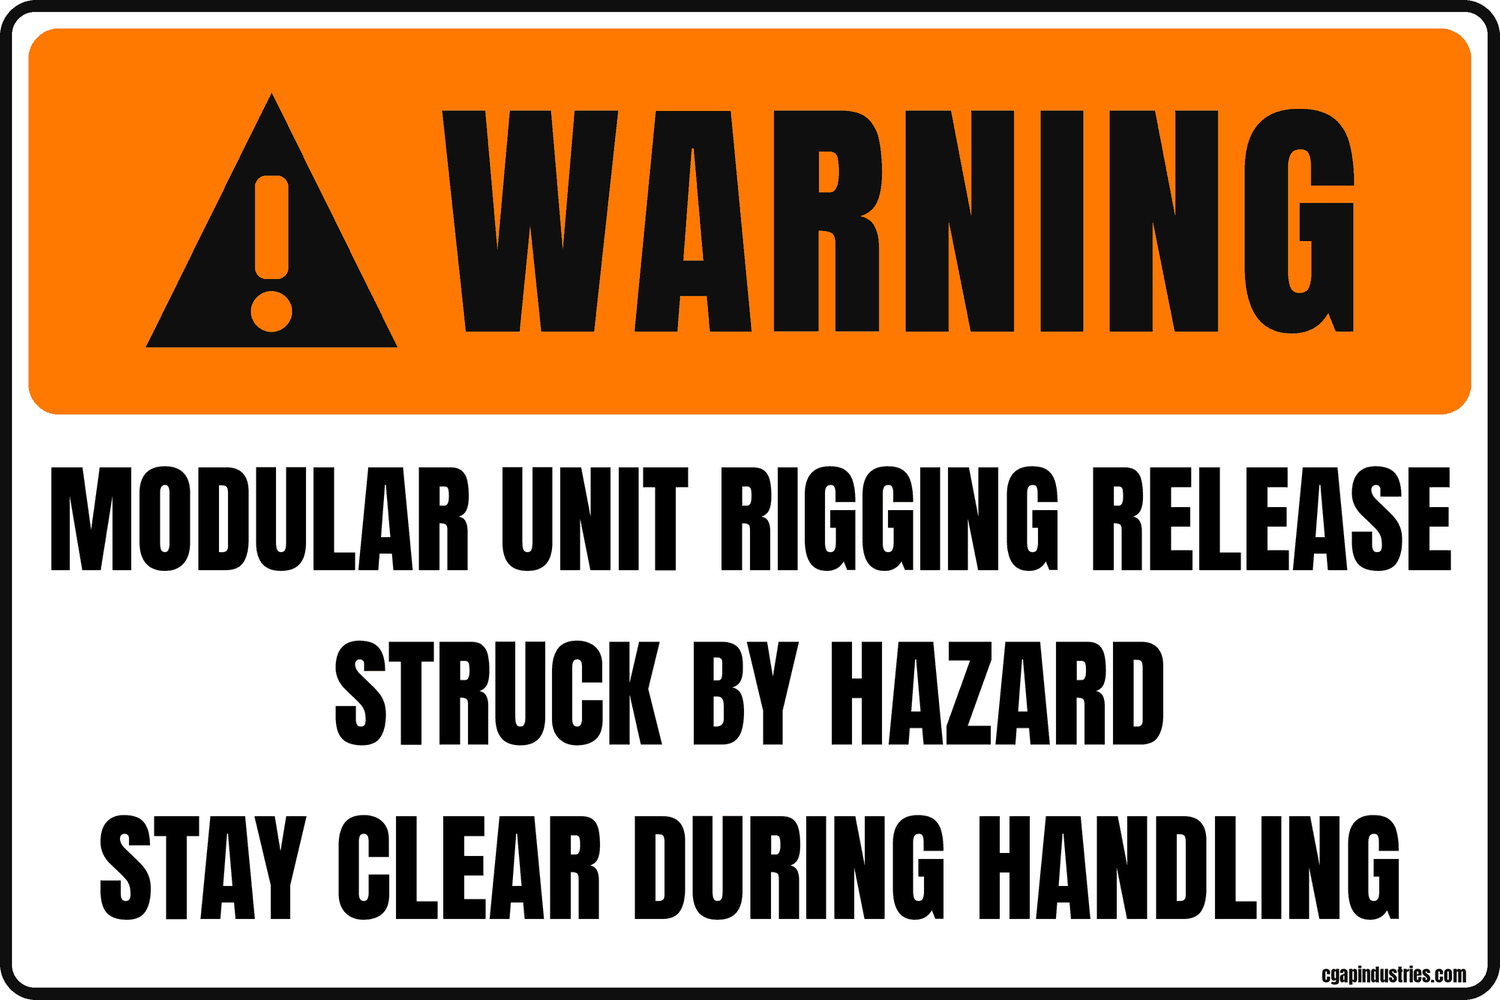 WARNING
MODULAR UNIT RIGGING RELEASE
STRUCK BY HAZARD
STAY CLEAR DURING HANDLING
cgapindustries.com